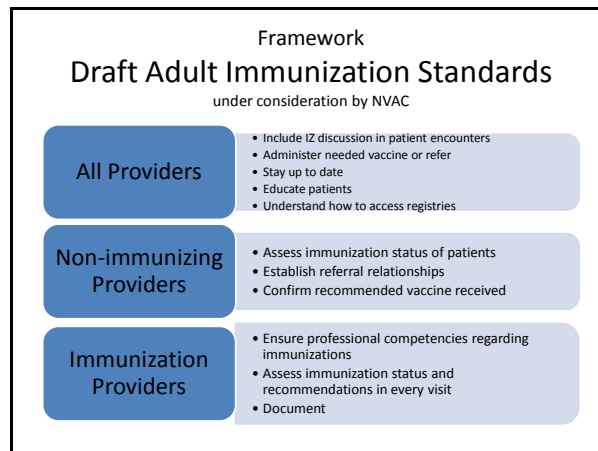 Framework
Draft Adult Immunization Standards
under consideration by NVAC
All Providers
• Include IZ discussion in patient encounters
• Administer needed vaccine or refer
• Stay up to date
• Educate patients
• Understand how to access registries
Non-immunizing
Providers
• Assess immunization status of patients
• Establish referral relationships
• Confirm recommended vaccine received
Immunization
Providers
• Ensure professional competencies regarding
immunizations
• Assess immunization status and
recommendations in every visit
• Document